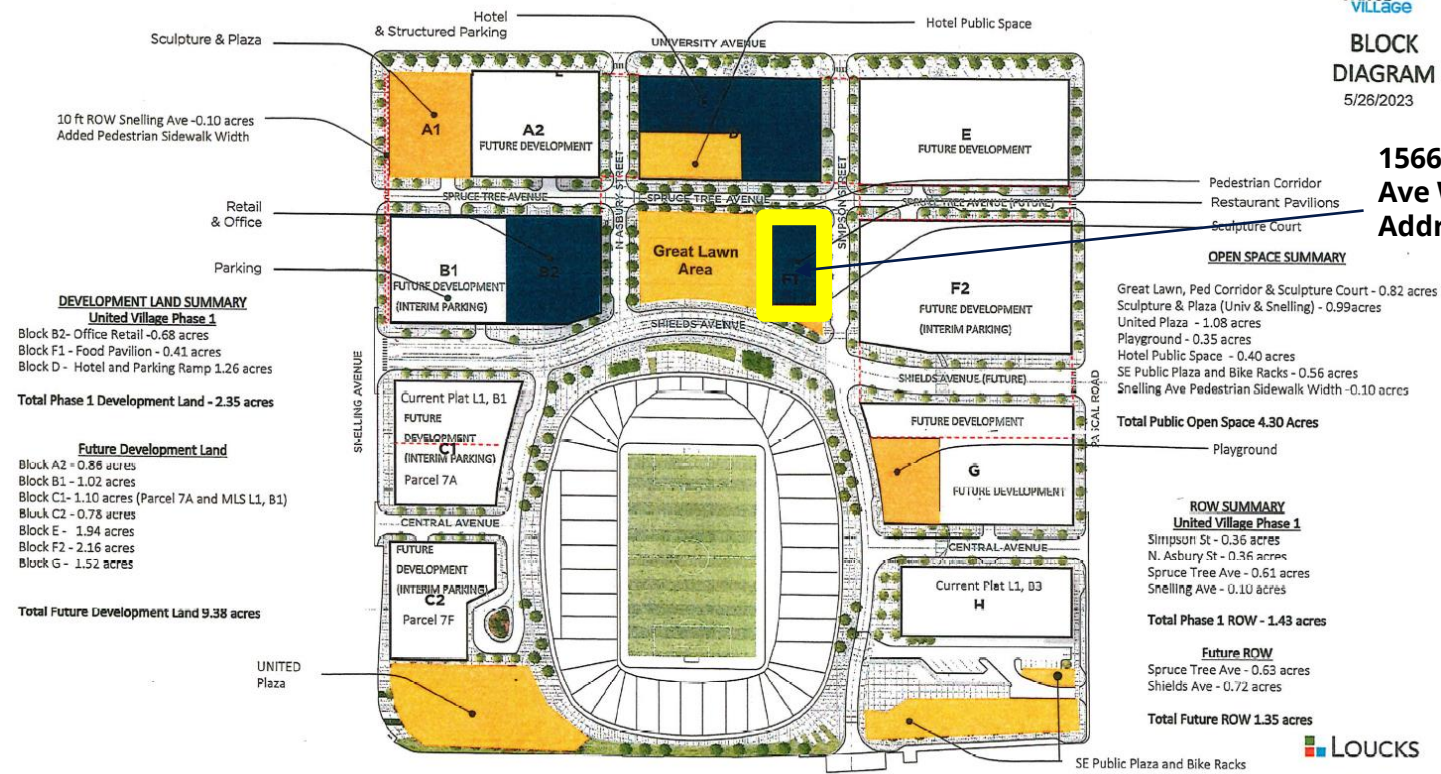 VILLAGE
BLOCK
DIAGRAM
5/26/2023
1566
Ave
Addr
Hotel
& Structured Parking
Hotel Public Space
Sculpture & Plaza
UNIVERSITY AVENUE
10 ft ROW Snelling Ave -0.10 acres
Added Pedestrian Sidewalk Width
A1
A2
FUTURE DEVELOPMENT
D
E
FUTURE DEVELOPMENT
N ASBURY STREET
SIMPSON STREET
SPRUCE TREE AVENUE
SPRUCE TREE AVENUE
SPRUCE TREE AVENUE (FUTURE)
Pedestrian Corridor
Restaurant Pavilions
Sculpture Court
Retail
& Office
Parking
B1
FUTURE DEVELOPMENT
(INTERIM PARKING)
B2
Great Lawn
Area
F1
F2
FUTURE DEVELOPMENT
(INTERIM PARKING)
SHIELDS AVENUE
SHIELDS AVENUE (FUTURE)
SNELLING AVENUE
PASCAL ROAD
DEVELOPMENT LAND SUMMARY
United Village Phase 1
Block B2- Office Retail -0.68 acres
Block F1 - Food Pavilion - 0.41 acres
Block D - Hotel and Parking Ramp 1.26 acres
Total Phase 1 Development Land - 2.35 acres
Future Development Land
Block A2 - 0.86 acres
Block B1 - 1.02 acres
Block C1- 1.10 acres (Parcel 7A and MLS L1, B1)
Block C2 - 0.78 acres
Block E - 1.94 acres
Block F2 - 2.16 acres
Block G - 1.52 acres
Total Future Development Land 9.38 acres
Current Plat L1, B1
FUTURE
DEVELOPMENT
C1
(INTERIM PARKING)
Parcel 7A
CENTRAL AVENUE
FUTURE
DEVELOPMENT
(INTERIM PARKING)
C2
Parcel 7F
UNITED
Plaza
FUTURE DEVELOPMENT
G
FUTURE DEVELOPMENT
Playground
CENTRAL AVENUE
Current Plat L1, B3
H
SE Public Plaza and Bike Racks
OPEN SPACE SUMMARY
Great Lawn, Ped Corridor & Sculpture Court - 0.82 acres
Sculpture & Plaza (Univ & Snelling) - 0.99acres
United Plaza - 1.08 acres
Playground - 0.35 acres
Hotel Public Space - 0.40 acres
SE Public Plaza and Bike Racks - 0.56 acres
Snelling Ave Pedestrian Sidewalk Width -0.10 acres
Total Public Open Space 4.30 Acres
ROW SUMMARY
United Village Phase 1
Simpson St - 0.36 acres
N. Asbury St - 0.36 acres
Spruce Tree Ave - 0.61 acres
Snelling Ave - 0.10 acres
Total Phase 1 ROW - 1.43 acres
Future ROW
Spruce Tree Ave - 0.63 acres
Shields Ave - 0.72 acres
Total Future ROW 1.35 acres
LOUCKS